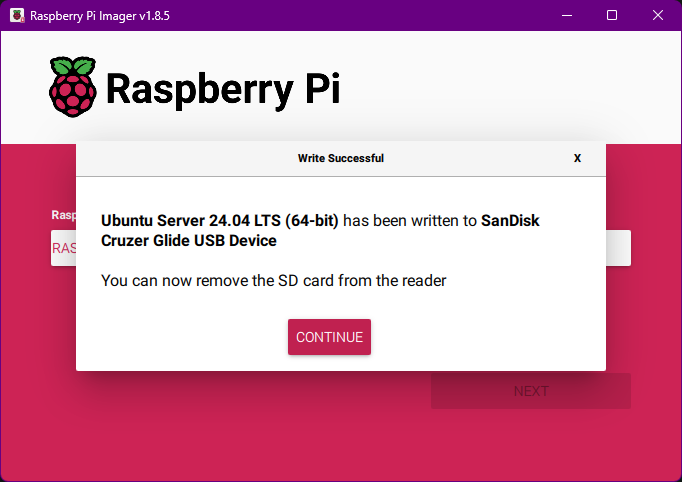 Raspberry Pi Imager v1.8.5
Raspberry Pi
Write Successful X
Ubuntu Server 24.04 LTS (64-bit) has been written to SanDisk
Cruzer Glide USB Device
You can now remove the SD card from the reader
CONTINUE
Rasp
RAS
NEXT